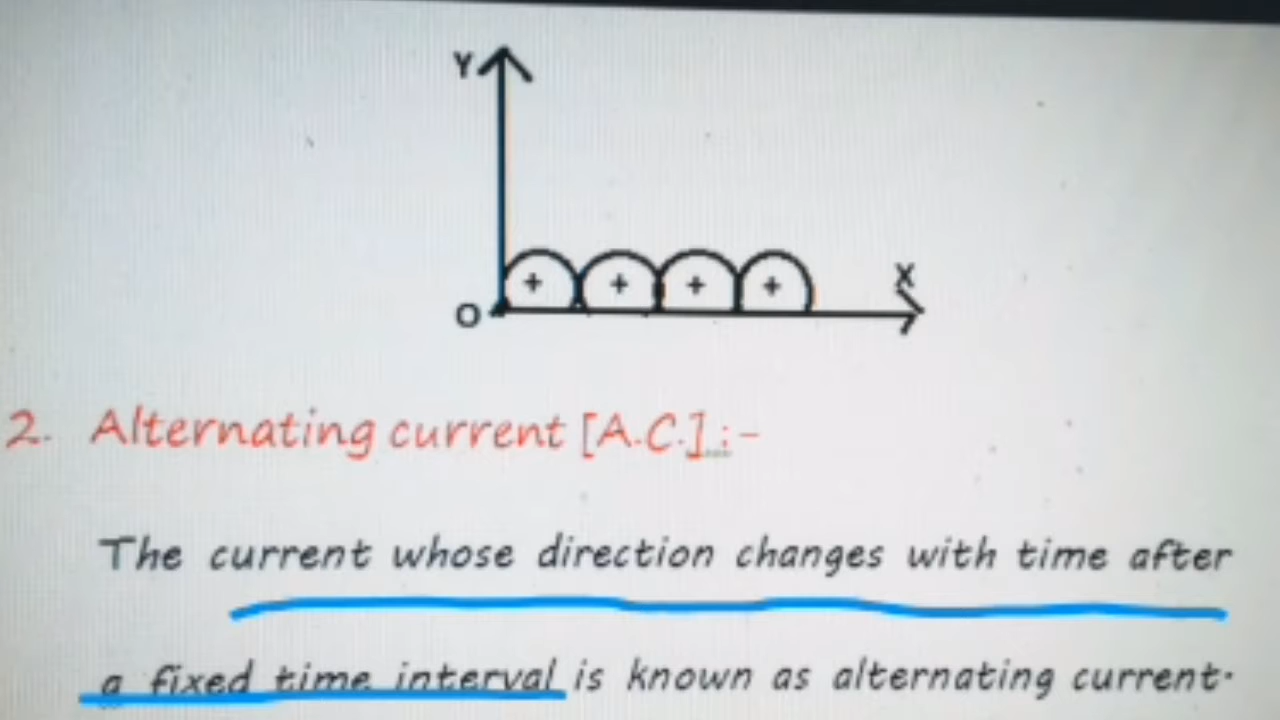 Y
+ + + +
X
O
2. Alternating current [A.C.] :-
The current whose direction changes with time after
a fixed time interval is known as alternating current.